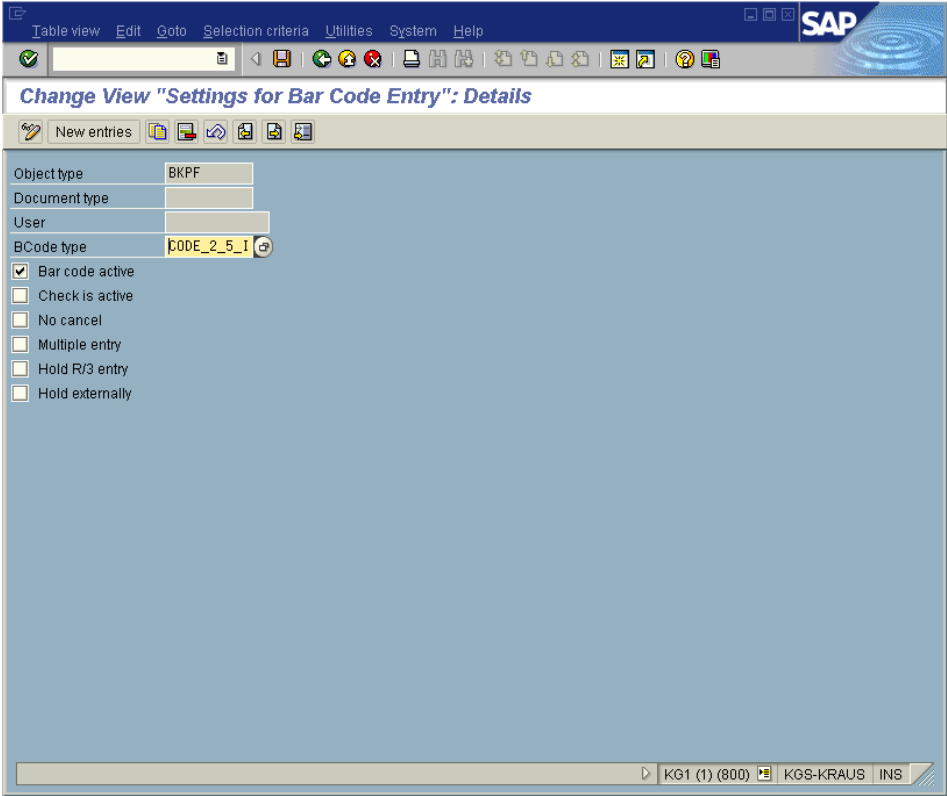 Table view Edit Goto Selection criteria Utilities System Help
SAP
Change View "Settings for Bar Code Entry": Details
New entries
Object type BKPF
Document type
User
BCode type CODE_2_5_I
Bar code active
Check is active
No cancel
Multiple entry
Hold R/3 entry
Hold externally
KG1 (1) (800) KGS-KRAUS INS